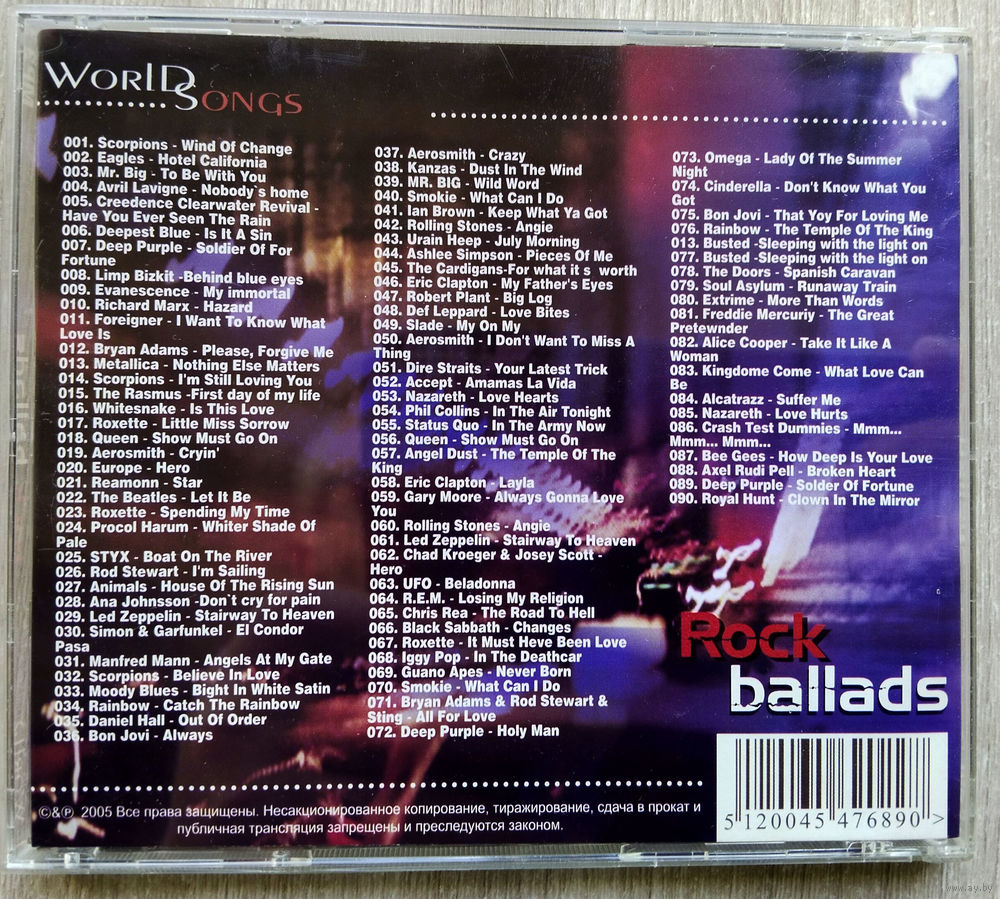 WORLD SONGS
001. Scorpions - Wind Of Change
002. Eagles - Hotel California
003. Mr. Big - To Be With You
004. Avril Lavigne - Nobody`s home
005. Creedence Clearwater Revival -
Have You Ever Seen The Rain
006. Deepest Blue - Is It A Sin
007. Deep Purple - Soldier Of For
Fortune
008. Limp Bizkit -Behind blue eyes
009. Evanescence - My immortal
010. Richard Marx - Hazard
011. Foreigner - I Want To Know What
Love Is
012. Bryan Adams - Please, Forgive Me
013. Metallica - Nothing Else Matters
014. Scorpions - I'm Still Loving You
015. The Rasmus -First day of my life
016. Whitesnake - Is This Love
017. Roxette - Little Miss Sorrow
018. Queen - Show Must Go On
019. Aerosmith - Cryin'
020. Europe - Hero
021. Reamonn - Star
022. The Beatles - Let It Be
023. Roxette - Spending My Time
024. Procol Harum - Whiter Shade Of
Pale
025. STYX - Boat On The River
026. Rod Stewart - I'm Sailing
027. Animals - House Of The Rising Sun
028. Ana Johnsson -Don`t cry for pain
029. Led Zeppelin - Stairway To Heaven
030. Simon & Garfunkel - El Condor
Pasa
031. Manfred Mann - Angels At My Gate
032. Scorpions - Believe In Love
033. Moody Blues - Bight In White Satin
034. Rainbow - Catch The Rainbow
035. Daniel Hall - Out Of Order
036. Bon Jovi - Always
037. Aerosmith - Crazy
038. Kanzas - Dust In The Wind
039. MR. BIG - Wild Word
040. Smokie - What Can I Do
041. Ian Brown - Keep What Ya Got
042. Rolling Stones - Angie
043. Urain Heep - July Morning
044. Ashlee Simpson - Pieces Of Me
045. The Cardigans-For what it s worth
046. Eric Clapton - My Father's Eyes
047. Robert Plant - Big Log
048. Def Leppard - Love Bites
049. Slade - My On My
050. Aerosmith - I Don't Want To Miss A
Thing
051. Dire Straits - Your Latest Trick
052. Accept - Amamas La Vida
053. Nazareth - Love Hearts
054. Phil Collins - In The Air Tonight
055. Status Quo - In The Army Now
056. Queen - Show Must Go On
057. Angel Dust - The Temple Of The
King
058. Eric Clapton - Layla
059. Gary Moore - Always Gonna Love
You
060. Rolling Stones - Angie
061. Led Zeppelin - Stairway To Heaven
062. Chad Kroeger & Josey Scott -
Hero
063. UFO - Beladonna
064. R.E.M. - Losing My Religion
065. Chris Rea - The Road To Hell
066. Black Sabbath - Changes
067. Roxette - It Must Heve Been Love
068. Iggy Pop - In The Deathcar
069. Guano Apes - Never Born
070. Smokie - What Can I Do
071. Bryan Adams & Rod Stewart &
Sting - All For Love
072. Deep Purple - Holy Man
073. Omega - Lady Of The Summer
Night
074. Cinderella - Don't Know What You
Got
075. Bon Jovi - That Yoy For Loving Me
076. Rainbow - The Temple Of The King
013. Busted -Sleeping with the light on
077. Busted -Sleeping with the light on
078. The Doors - Spanish Caravan
079. Soul Asylum - Runaway Train
080. Extrime - More Than Words
081. Freddie Mercuriy - The Great
Pretewnder
082. Alice Cooper - Take It Like A
Woman
083. Kingdome Come - What Love Can
Be
084. Alcatrazz - Suffer Me
085. Nazareth - Love Hurts
086. Crash Test Dummies - Mmm...
Mmm... Mmm...
087. Bee Gees - How Deep Is Your Love
088. Axel Rudi Pell - Broken Heart
089. Deep Purple - Solder Of Fortune
090. Royal Hunt - Clown In The Mirror
Rock
ballads
©&℗ 2005 Все права защищены. Несакционированное копирование, тиражирование, сдача в прокат и
публичная трансляция запрещены и преследуются законом.
5 120045 476890 >
www.ay.by